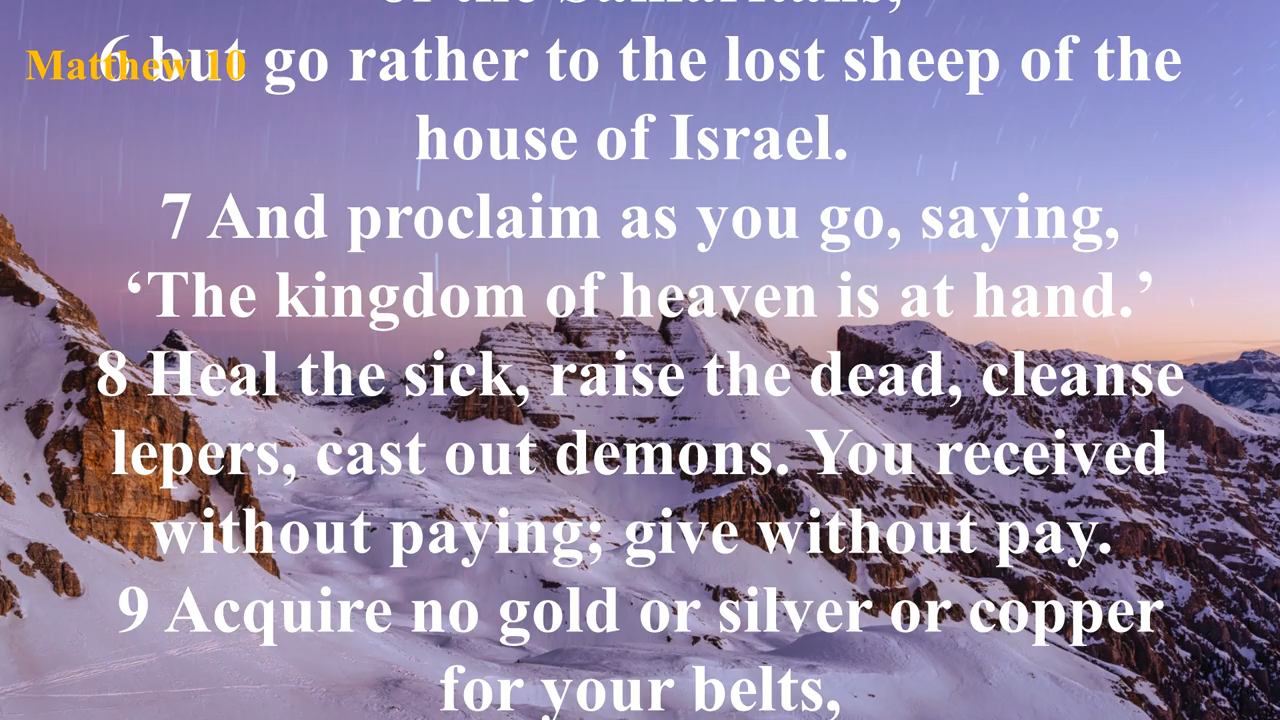 of the Samaritans,
Matthew 10
6 but go rather to the lost sheep of the
house of Israel.
7 And proclaim as you go, saying,
‘The kingdom of heaven is at hand.’
8 Heal the sick, raise the dead, cleanse
lepers, cast out demons. You received
without paying; give without pay.
9 Acquire no gold or silver or copper
for your belts,